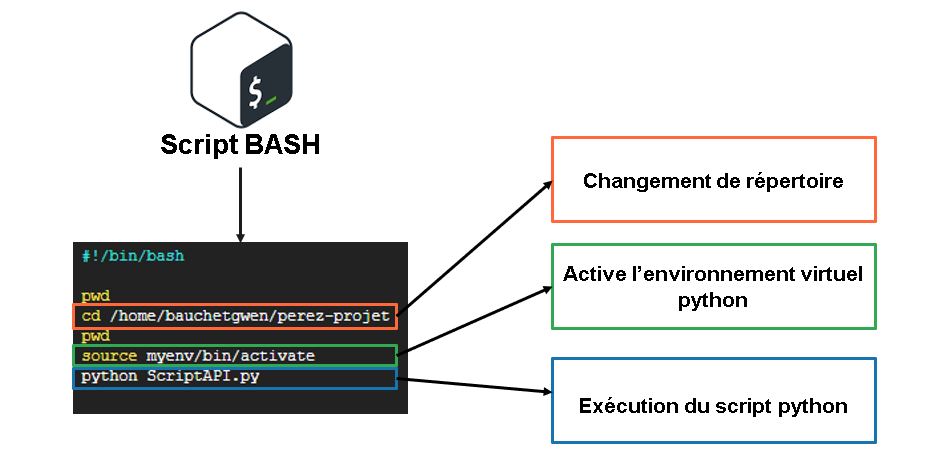 $_
Script BASH
#!/bin/bash
pwd
cd /home/bauchetgwen/perez-projet
pwd
source myenv/bin/activate
python ScriptAPI.py
Changement de répertoire
Active l’environnement virtuel
python
Exécution du script python